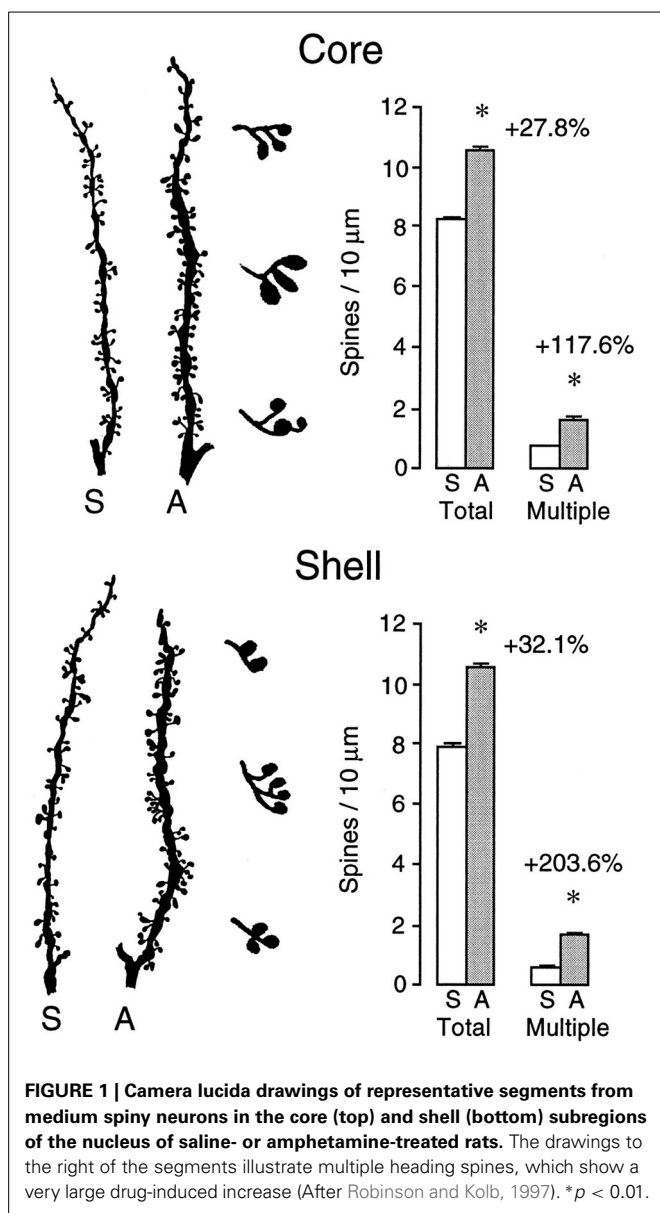 Core
12
10
8
6
4
2
0
Spines / 10 μm
*
+27.8%
+117.6%
*
S A
S A
Total
Multiple
S
A
Shell
12
10
8
6
4
2
0
Spines / 10 μm
*
+32.1%
+203.6%
*
S A
S A
Total
Multiple
S
A
FIGURE 1 | Camera lucida drawings of representative segments from
medium spiny neurons in the core (top) and shell (bottom) subregions
of the nucleus of saline- or amphetamine-treated rats. The drawings to
the right of the segments illustrate multiple heading spines, which show a
very large drug-induced increase (After Robinson and Kolb, 1997). *p < 0.01.